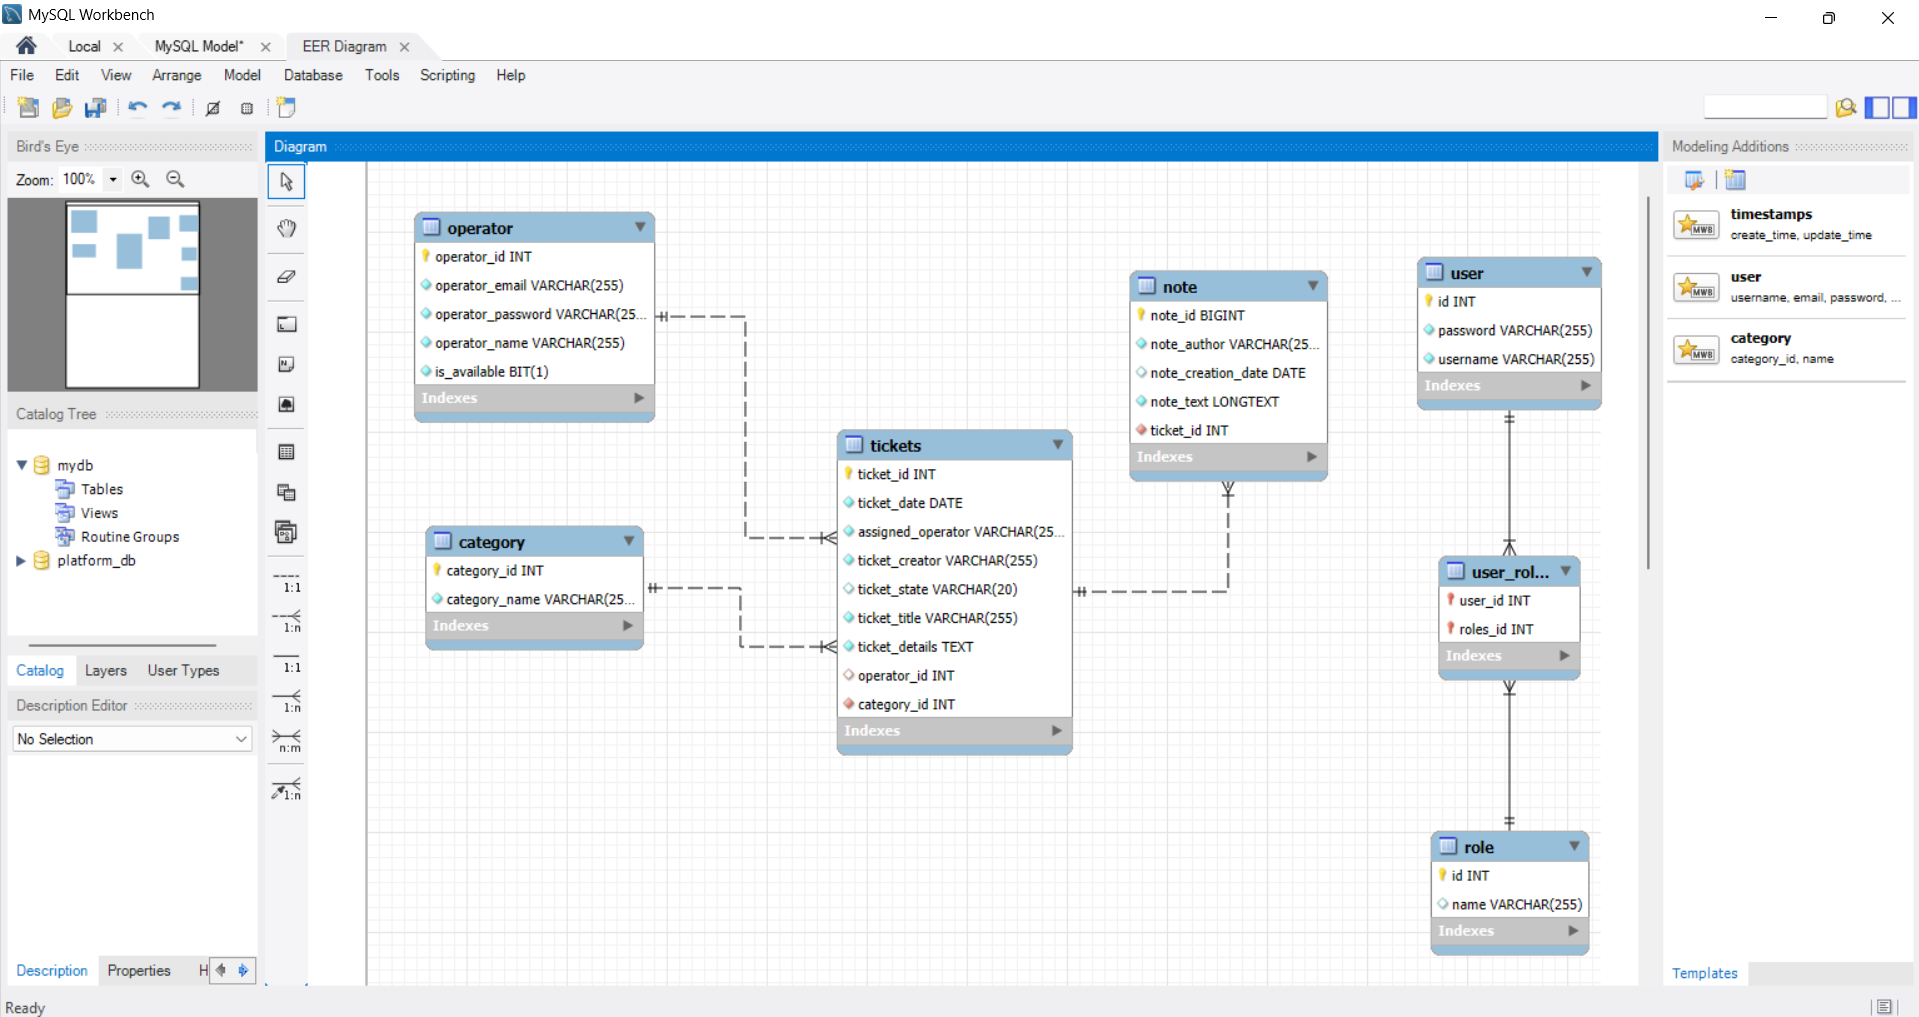 MySQL Workbench
Local
MySQL Model*
EER Diagram
File Edit View Arrange Model Database Tools Scripting Help
Bird's Eye
Zoom: 100%
Catalog Tree
mydb
Tables
Views
Routine Groups
platform_db
Catalog Layers User Types
Description Editor
No Selection
Description Properties H
Ready
Diagram
1:1
1:n
1:1
1:n
n:m
1:n
operator
operator_id INT
operator_email VARCHAR(255)
operator_password VARCHAR(25...
operator_name VARCHAR(255)
is_available BIT(1)
Indexes
category
category_id INT
category_name VARCHAR(25...
Indexes
tickets
ticket_id INT
ticket_date DATE
assigned_operator VARCHAR(25...
ticket_creator VARCHAR(255)
ticket_state VARCHAR(20)
ticket_title VARCHAR(255)
ticket_details TEXT
operator_id INT
category_id INT
Indexes
note
note_id BIGINT
note_author VARCHAR(25...
note_creation_date DATE
note_text LONGTEXT
ticket_id INT
Indexes
user
id INT
password VARCHAR(255)
username VARCHAR(255)
Indexes
user_rol...
user_id INT
roles_id INT
Indexes
role
id INT
name VARCHAR(255)
Indexes
Modeling Additions
MWB
timestamps
create_time, update_time
MWB
user
username, email, password, ...
MWB
category
category_id, name
Templates